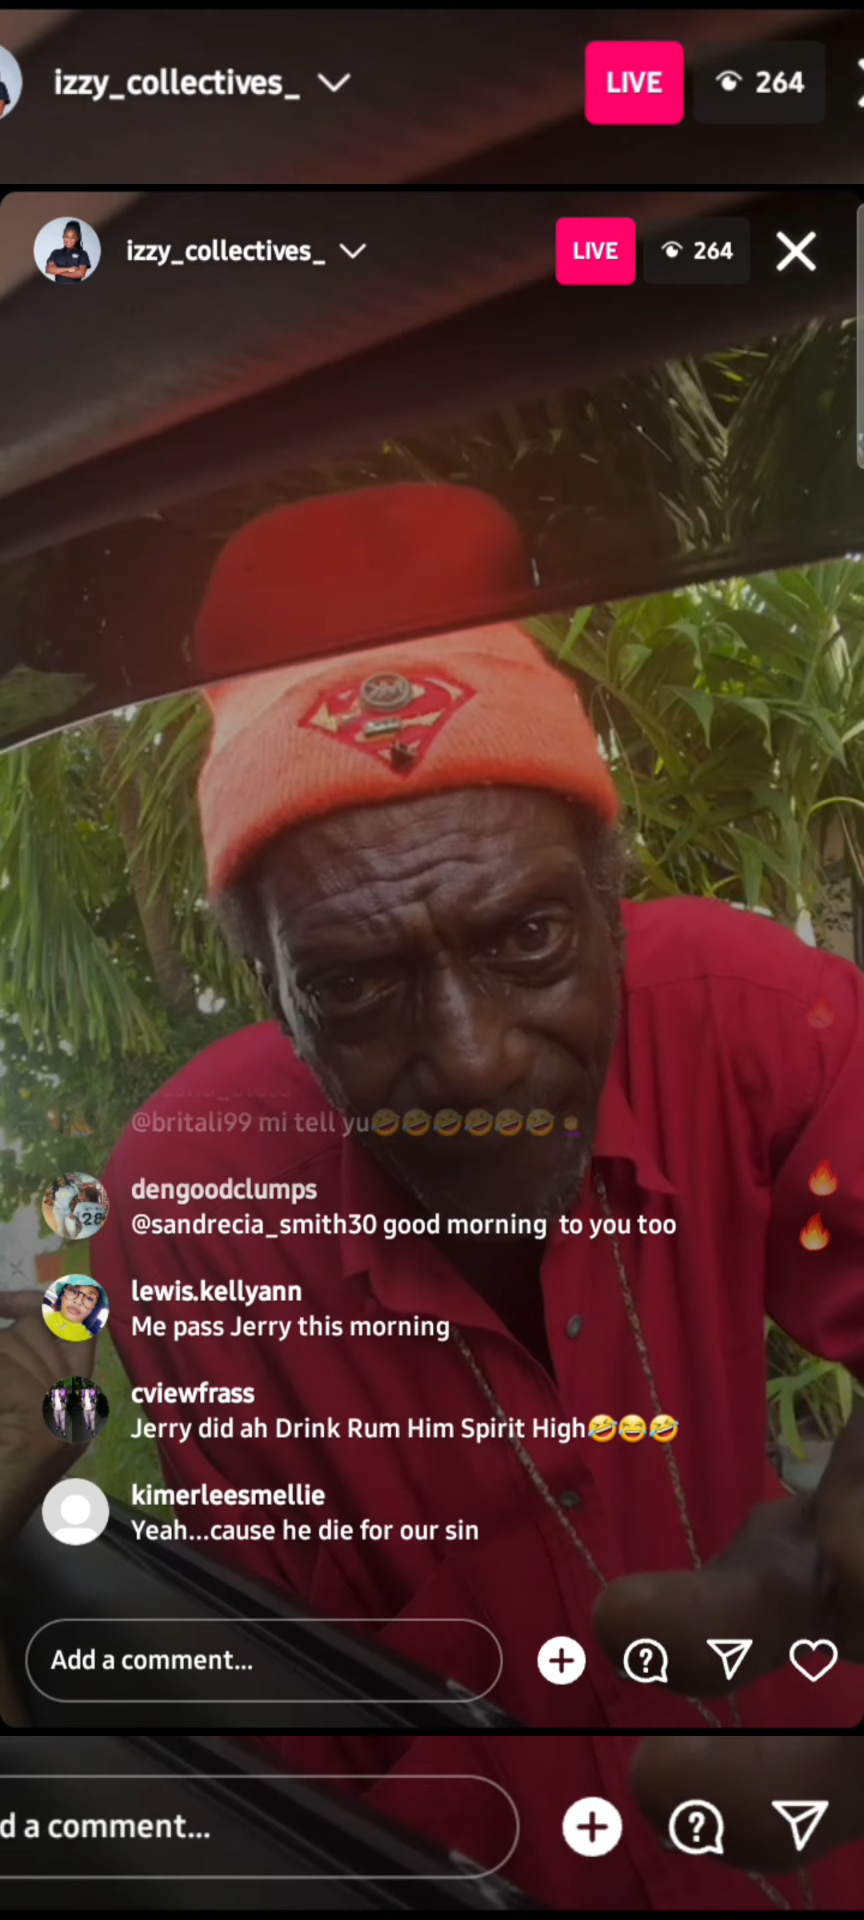 izzy_collectives_
LIVE
264
izzy_collectives_
LIVE
264
@britali99 mi tell yu🤣🤣🤣🤣🤣🤣
dengoodclumps
@sandrecia_smith30 good morning to you too
28
lewis.kellyann
Me pass Jerry this morning
cviewfrass
Jerry did ah Drink Rum Him Spirit High🤣😂🤣
kimerleesmellie
Yeah...cause he die for our sin
Add a comment...
d a comment...